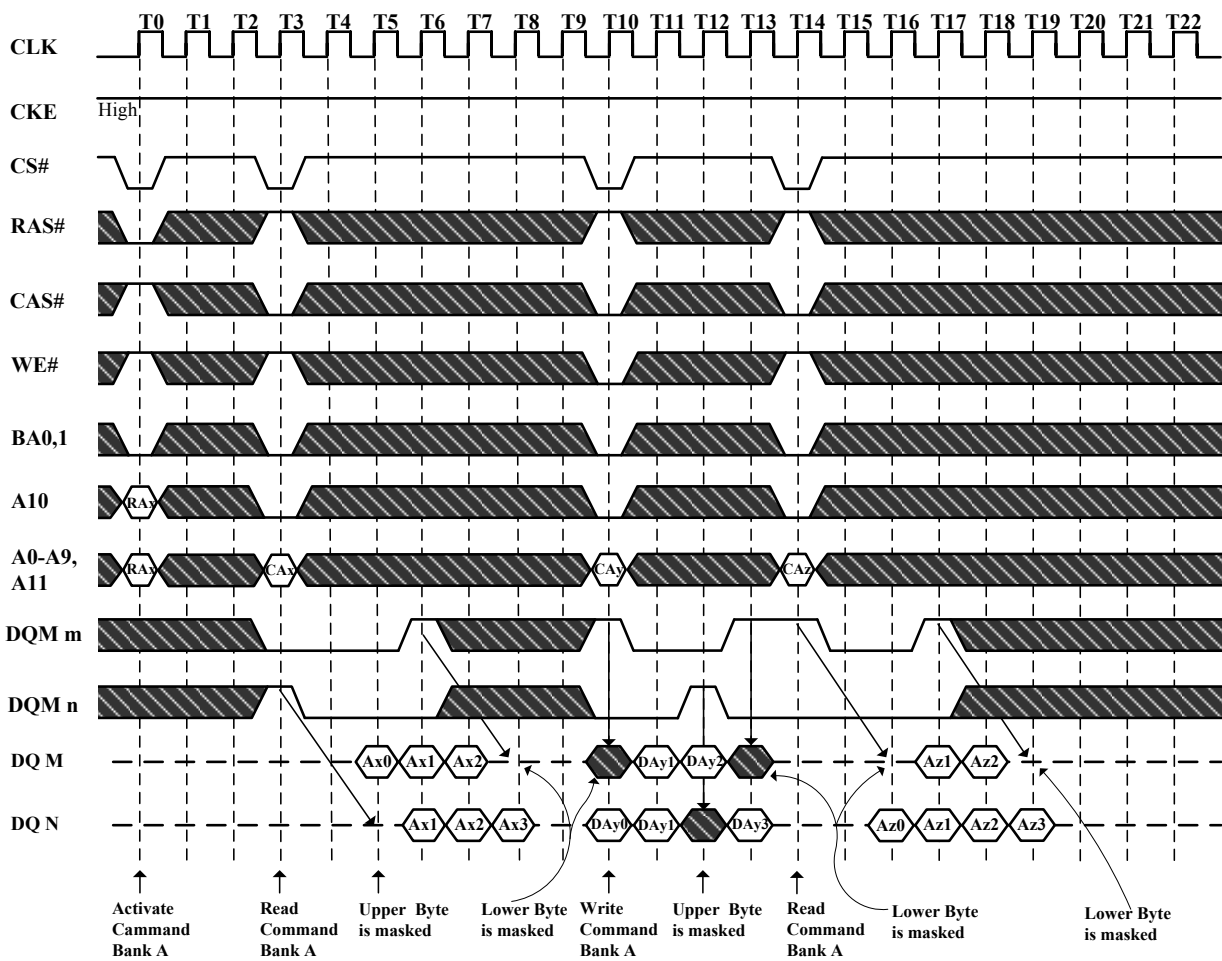 T0 T1 T2 T3 T4 T5 T6 T7 T8 T9 T10 T11 T12 T13 T14 T15 T16 T17 T18 T19 T20 T21 T22
CLK
CKE High
CS#
RAS#
CAS#
WE#
BA0,1
A10 RAx
A0-A9,
A11 RAx CAx CAy CAz
DQM m
DQM n
DQ M Ax0 Ax1 Ax2 DAy1 DAy2 Az1 Az2
DQ N Ax1 Ax2 Ax3 DAy0 DAy1 DAy3 Az0 Az1 Az2 Az3
Activate
Cammand
Bank A
Read
Command
Bank A
Upper Byte
is masked
Lower Byte
is masked
Write
Command
Bank A
Upper Byte
is masked
Read
Command
Bank A
Lower Byte
is masked
Lower Byte
is masked